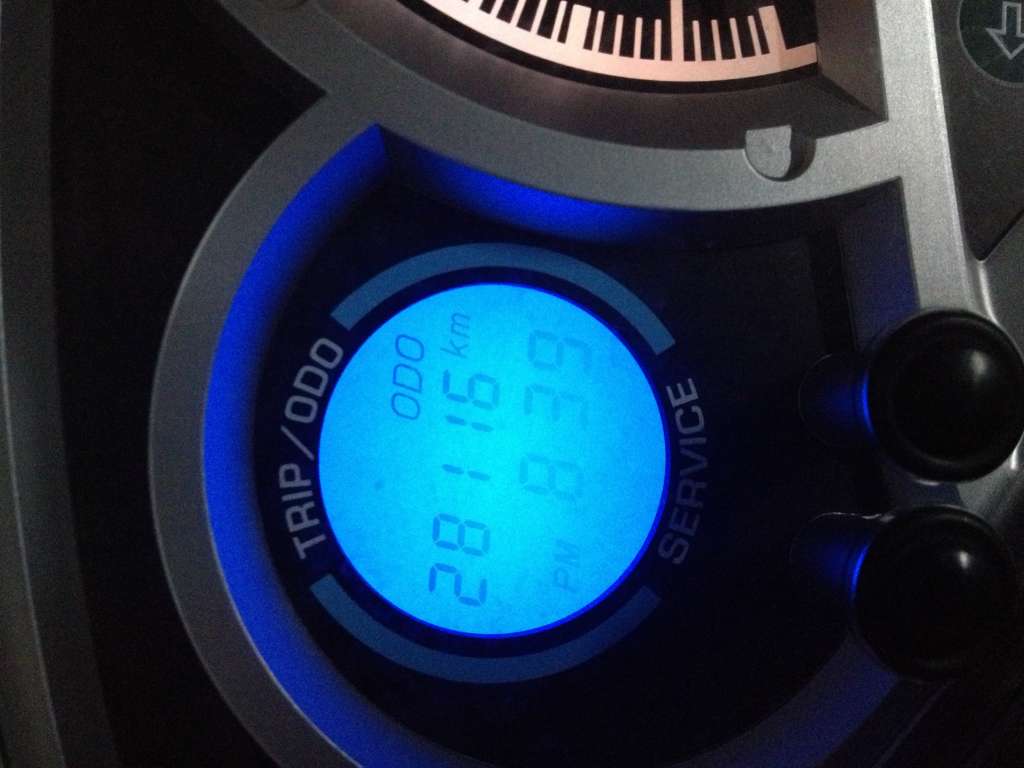 TRIP/ODO
ODO
28116 km
PM 8 39
SERVICE